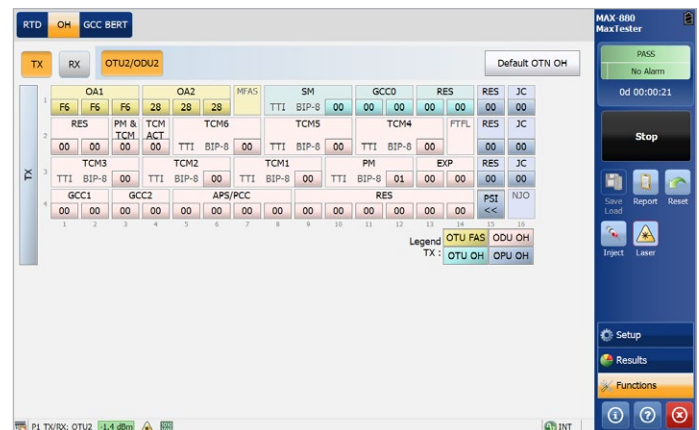 RTD OH GCC BERT
MAX-880
MaxTester
TX RX OTU2/ODU2 Default OTN OH
PASS
No Alarm
0d 00:00:21
OA1 OA2 MFAS SM GCC0 RES RES JC
1 F6 F6 F6 28 28 28 TTI BIP-8 00 00 00 00 00 00 00
RES PM & TCM TCM ACT TCM6 TCM5 TCM4 FTFL RES JC
2 00 00 00 00 TTI BIP-8 00 TTI BIP-8 00 TTI BIP-8 00 00 00
Stop
TX
TCM3 TCM2 TCM1 PM EXP RES JC
3 TTI BIP-8 00 TTI BIP-8 00 TTI BIP-8 00 TTI BIP-8 01 00 00 00 00
GCC1 GCC2 APS/PCC RES PSI NJO
4 00 00 00 00 00 00 00 00 00 00 00 00 00 00 <<
1 2 3 4 5 6 7 8 9 10 11 12 13 14 15 16
Save Load Report Reset
Legend TX : OTU FAS ODU OH
OTU OH OPU OH
Inject Laser
Setup
Results
Functions
P1 TX/RX: OTU2 -1.4 dBm INT